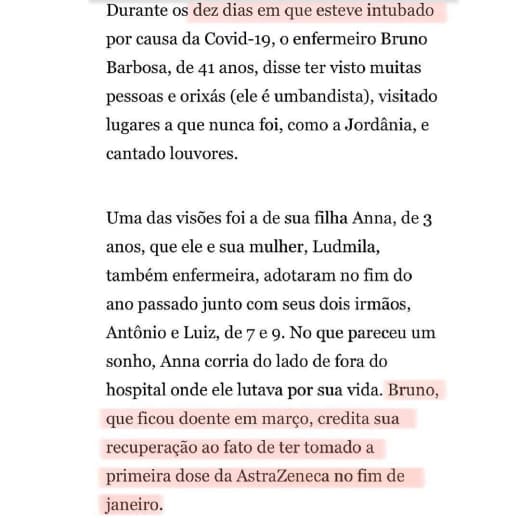 Durante os dez dias em que esteve intubado
por causa da Covid-19, o enfermeiro Bruno
Barbosa, de 41 anos, disse ter visto muitas
pessoas e orixás (ele é umbandista), visitado
lugares a que nunca foi, como a Jordânia, e
cantado louvores.
Uma das visões foi a de sua filha Anna, de 3
anos, que ele e sua mulher, Ludmila,
também enfermeira, adotaram no fim do
ano passado junto com seus dois irmãos,
Antônio e Luiz, de 7 e 9. No que pareceu um
sonho, Anna corria do lado de fora do
hospital onde ele lutava por sua vida. Bruno,
que ficou doente em março, credita sua
recuperação ao fato de ter tomado a
primeira dose da AstraZeneca no fim de
janeiro.